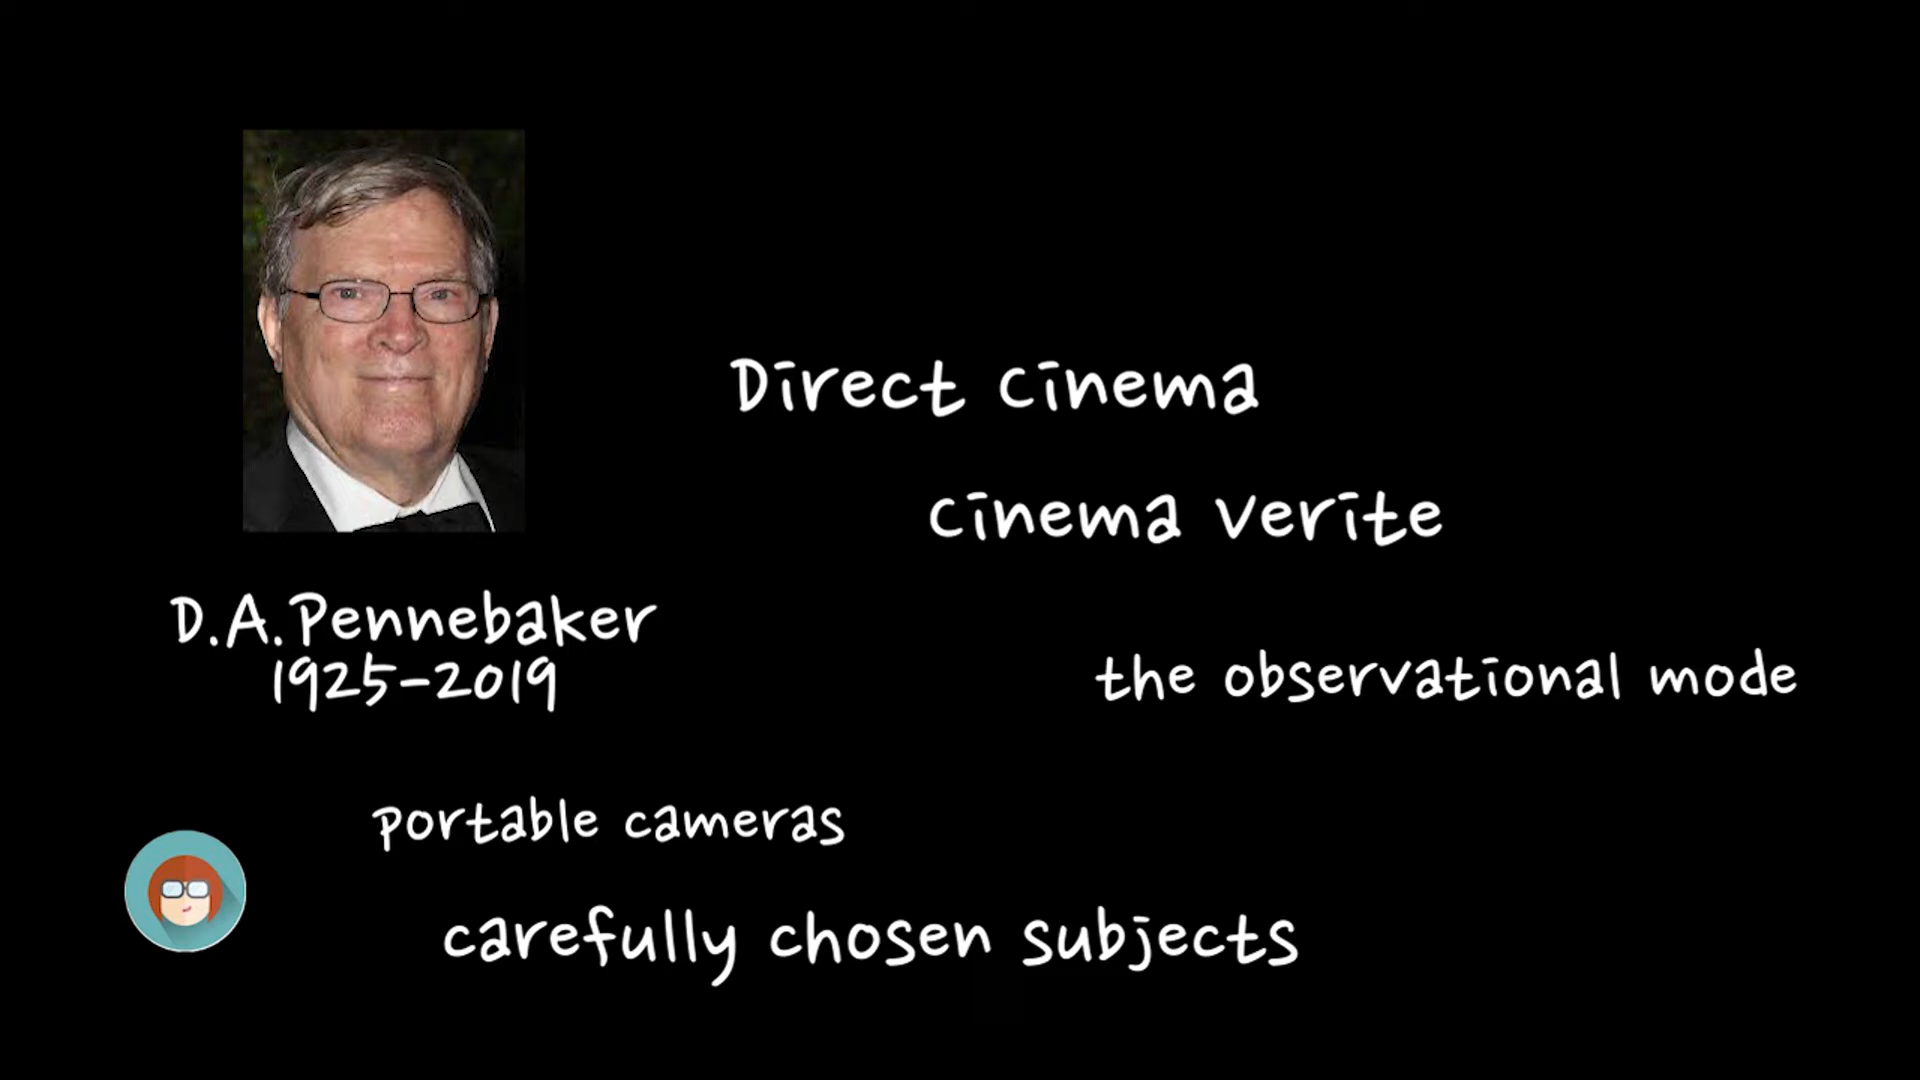 Direct Cinema
Cinema Verite
D.A.Pennebaker
1925-2019
the observational mode
portable cameras
carefully chosen subjects